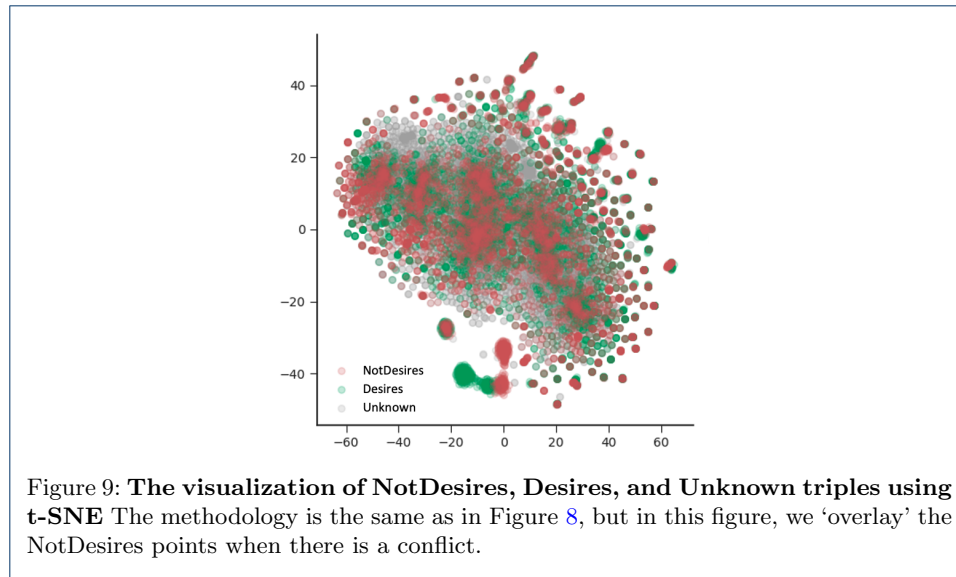 40
20
0
−20
−40
NotDesires
Desires
Unknown
−60 −40 −20 0 20 40 60
Figure 9: The visualization of NotDesires, Desires, and Unknown triples using
t-SNE The methodology is the same as in Figure 8, but in this figure, we ‘overlay’ the
NotDesires points when there is a conflict.